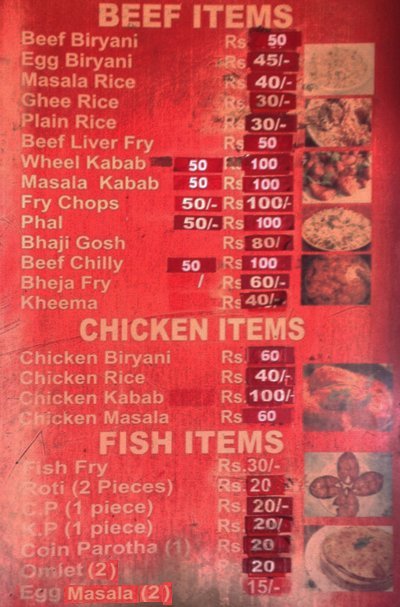 BEEF ITEMS
Beef Biryani Rs 50
Egg Biryani Rs 45/-
Masala Rice Rs 40/-
Ghee Rice Rs 30/-
Plain Rice Rs 30/-
Beef Liver Fry Rs 50
Wheel Kabab 50 Rs 100
Masala Kabab 50 Rs 100
Fry Chops 50/- Rs 100/-
Phal 50/- Rs 100
Bhaji Gosh Rs 80/
Beef Chilly 50 Rs 100
Bheja Fry / Rs 60/-
Kheema Rs 40/-
CHICKEN ITEMS
Chicken Biryani Rs. 60
Chicken Rice Rs. 40/-
Chicken Kabab Rs. 100/-
Chicken Masala Rs 60
FISH ITEMS
Fish Fry Rs.30/-
Roti (2 Pieces) Rs. 20
C.P (1 piece) Rs. 20/-
K.P (1 piece) Rs. 20/
Coin Parotha (1) Rs. 20
Omlet (2) Rs. 20
Egg Masala (2) 15/-